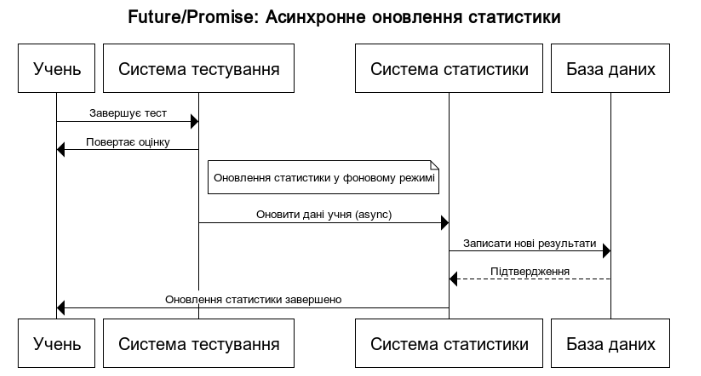 Future/Promise: Асинхронне оновлення статистики
Учень
Система тестування
Система статистики
База даних
Завершує тест
Повертає оцінку
Оновлення статистики у фоновому режимі
Оновити дані учня (async)
Записати нові результати
Підтвердження
Оновлення статистики завершено
Учень
Система тестування
Система статистики
База даних